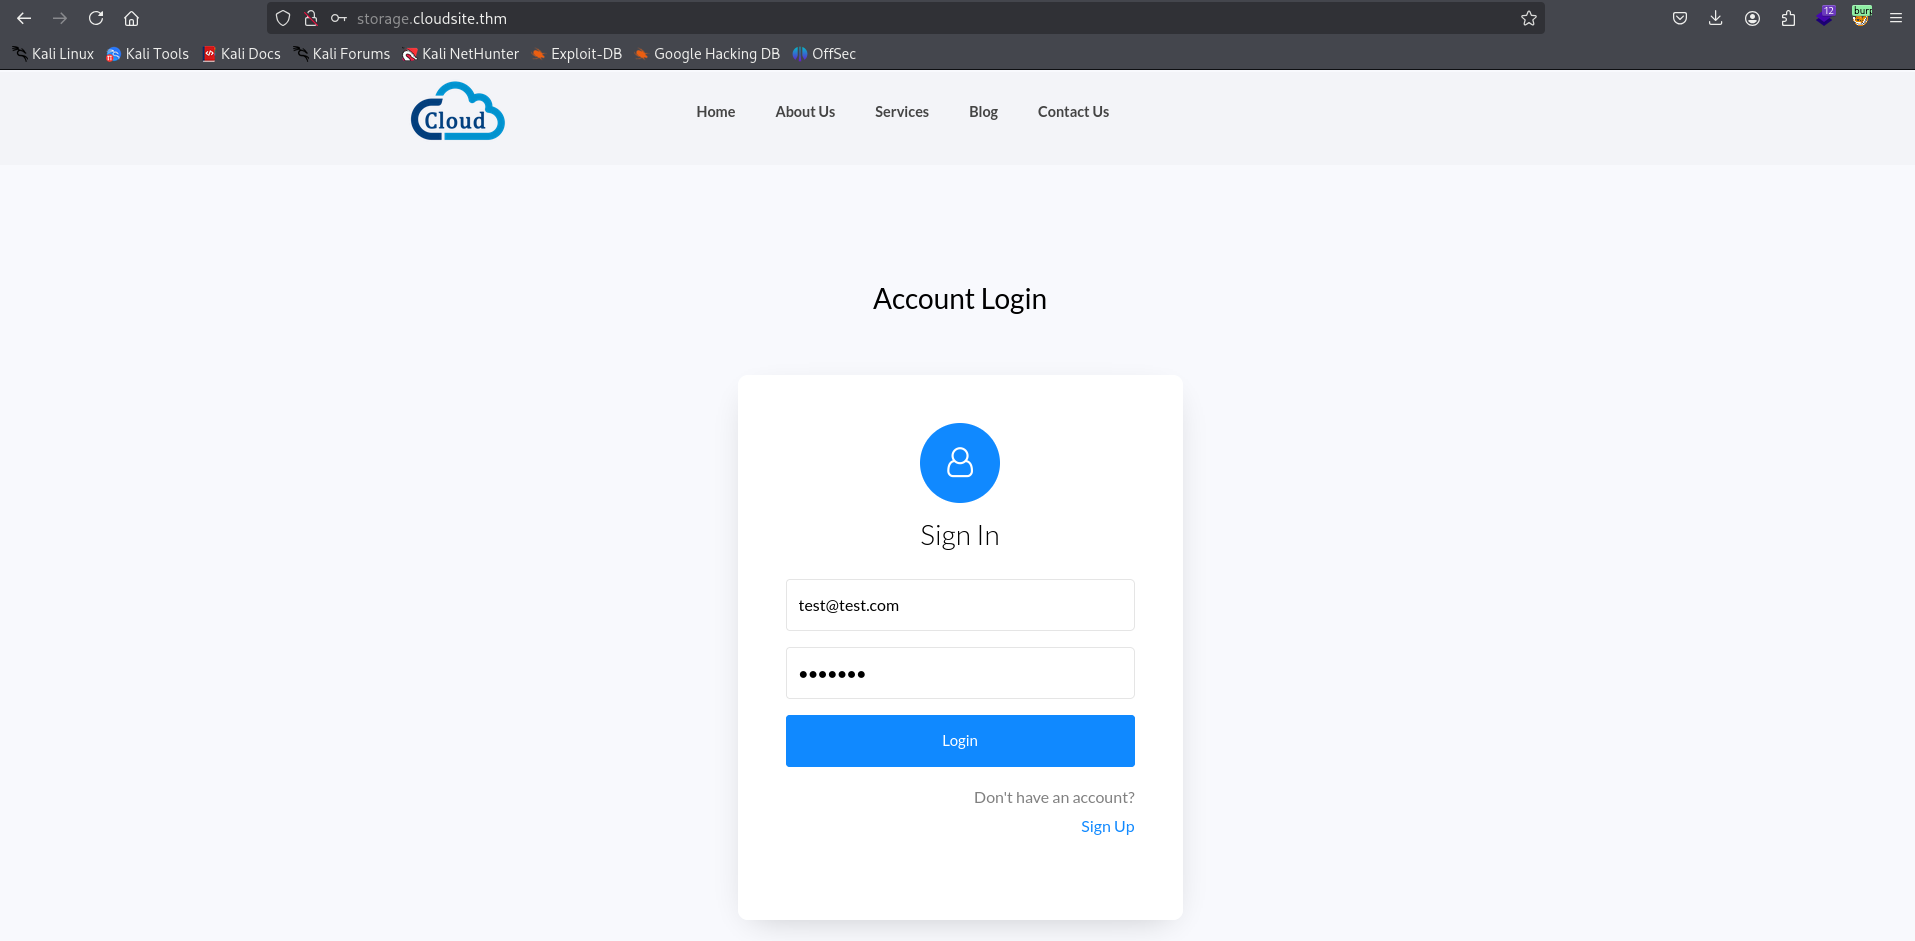 storage.cloudsite.thm
12
burp
Kali Linux Kali Tools Kali Docs Kali Forums Kali NetHunter Exploit-DB Google Hacking DB OffSec
Cloud
Home About Us Services Blog Contact Us
Account Login
Sign In
test@test.com
Login
Don't have an account?
Sign Up